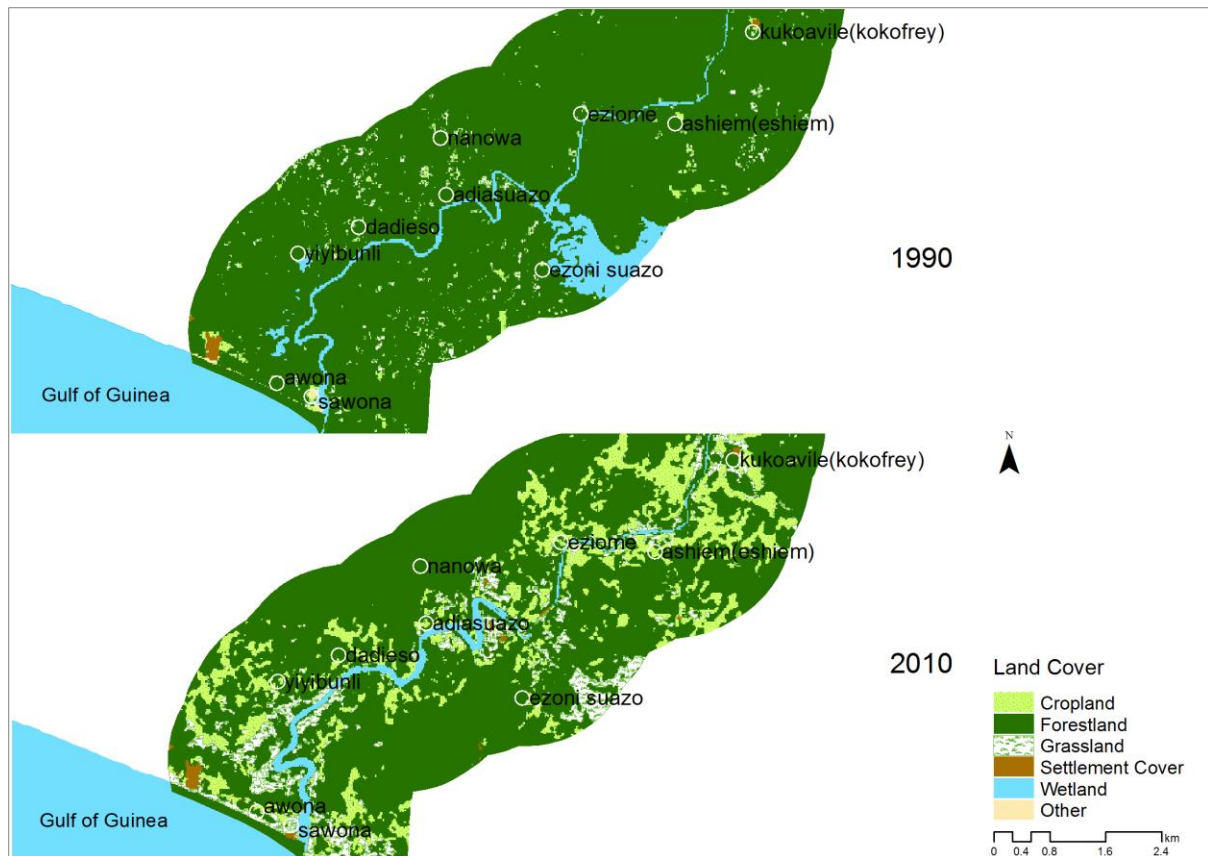 kukoavile(kokofrey)
eziome
ashiem(eshiem)
nanowa
adiasuazo
dadieso
yiyibunli
ezoni suazo
1990
awona
sawona
Gulf of Guinea
N
kukoavile(kokofrey)
eziome
ashiem(eshiem)
nanowa
adiasuazo
dadieso
yiyibunli
ezoni suazo
2010
Land Cover
Cropland
Forestland
Grassland
Settlement Cover
Wetland
Other
awona
sawona
Gulf of Guinea
km
0 0.4 0.8 1.6 2.4